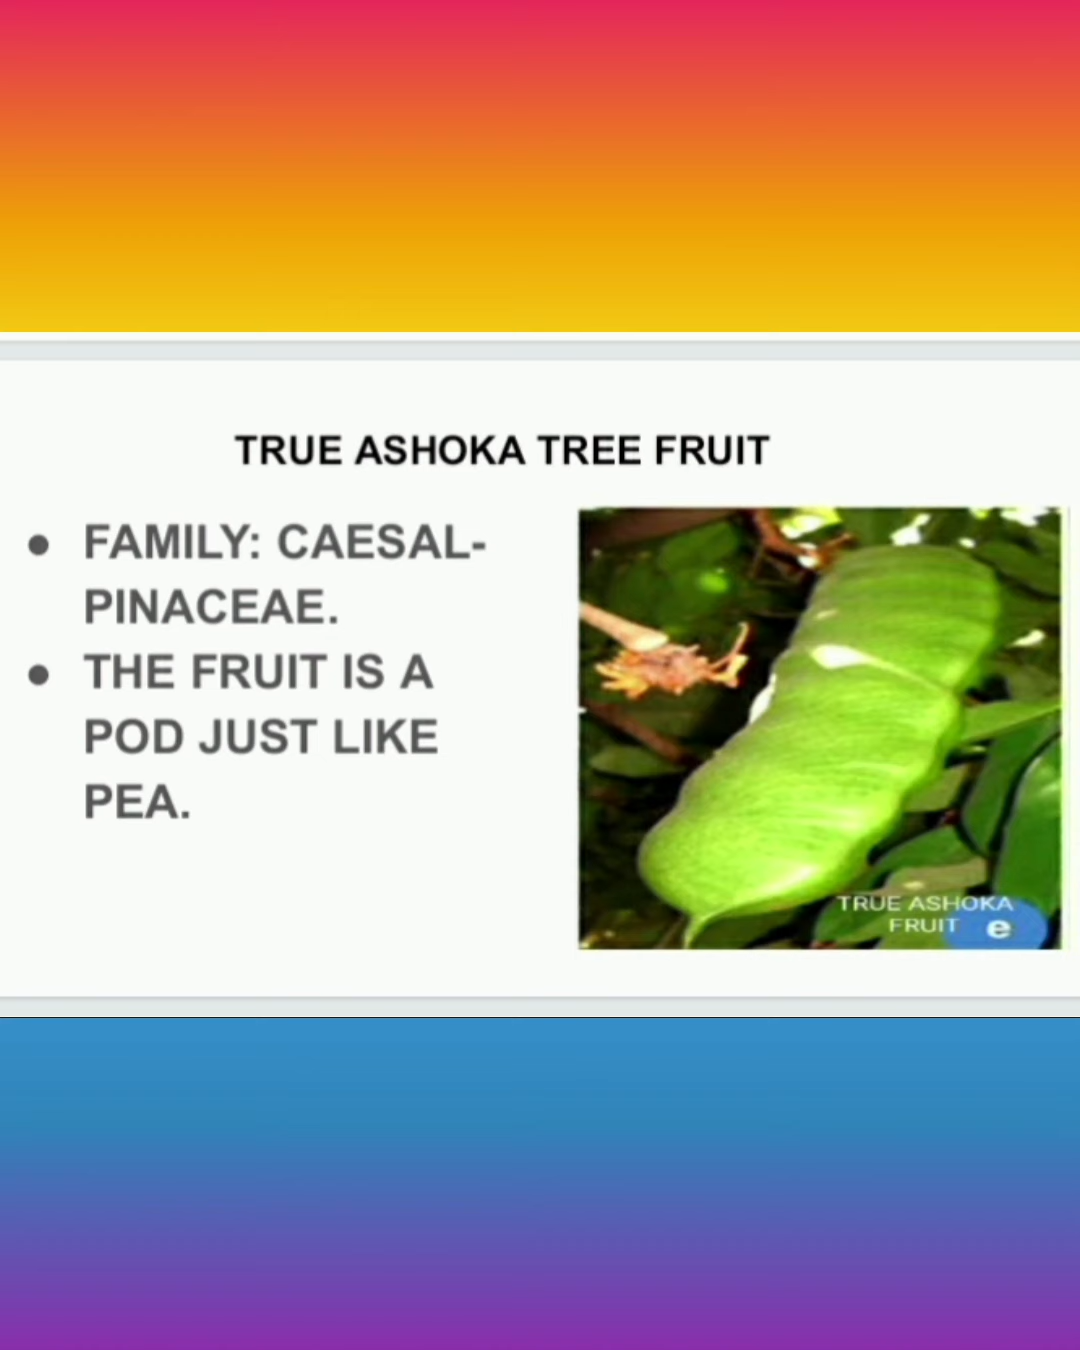 TRUE ASHOKA TREE FRUIT
● FAMILY: CAESAL-
PINACEAE.
● THE FRUIT IS A
POD JUST LIKE
PEA.
TRUE ASHOKA
FRUIT
e